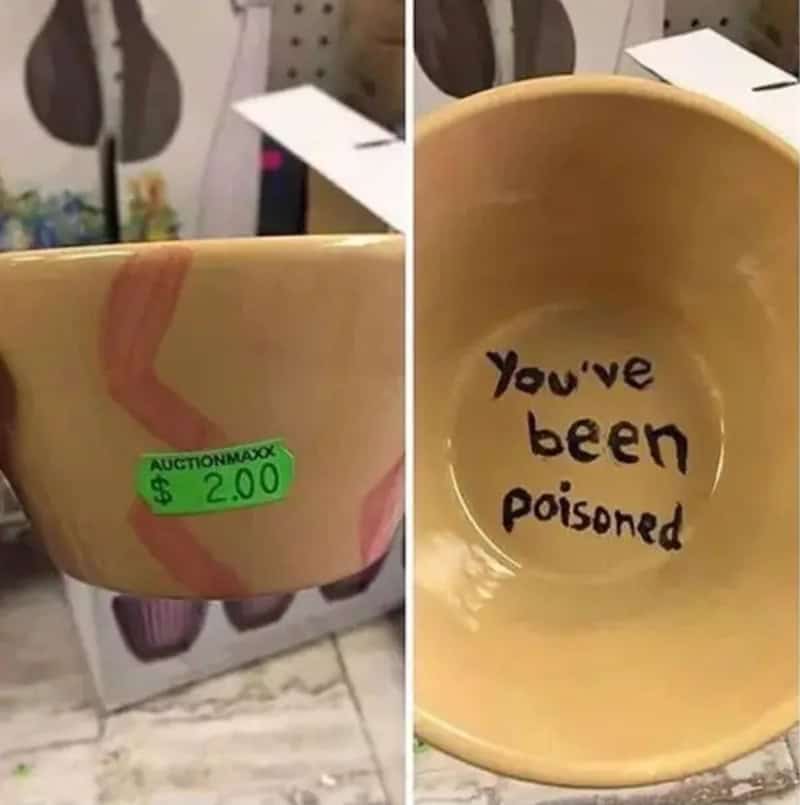 AUCTIONMAXX
$ 2.00
You've
been
poisoned